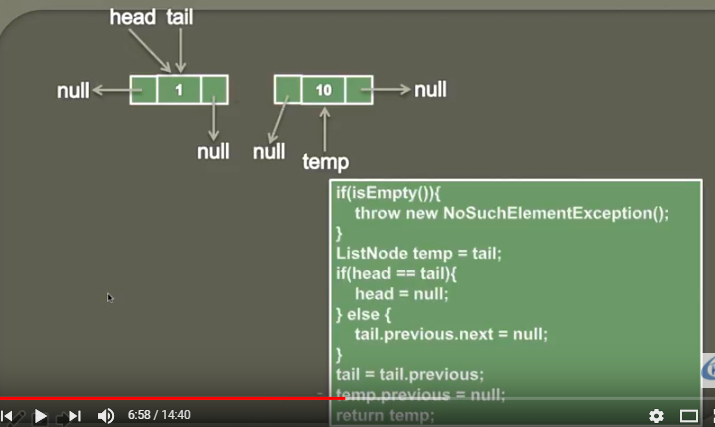 head tail
null 1 10 null
null null temp
if(isEmpty()){
throw new NoSuchElementException();
}
ListNode temp = tail;
if(head == tail){
head = null;
} else {
tail.previous.next = null;
}
tail = tail.previous;
temp.previous = null;
return temp;
6:58 / 14:40